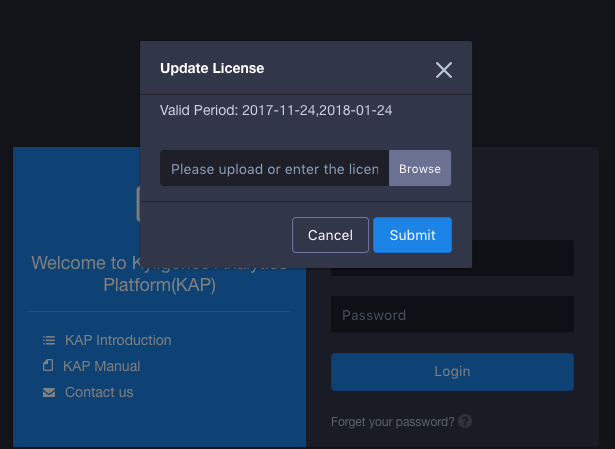 Update License
Valid Period: 2017-11-24,2018-01-24
Please upload or enter the licen
Browse
Cancel
Submit
Welcome to Kyligence Analytics
Platform(KAP)
KAP Introduction
KAP Manual
Contact us
Password
Login
Forget your password?